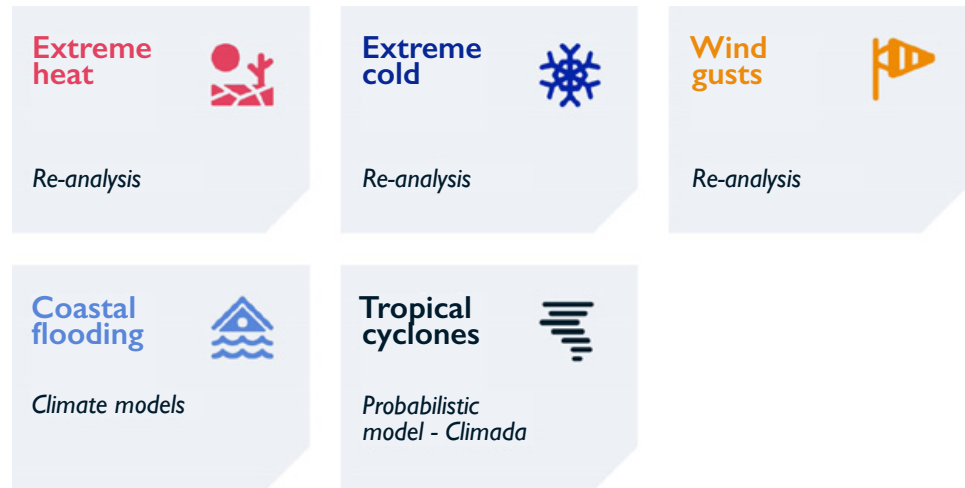 Extreme
heat
Re-analysis
Extreme
cold
Re-analysis
Wind
gusts
Re-analysis
Coastal
flooding
Climate models
Tropical
cyclones
Probabilistic
model - Climada